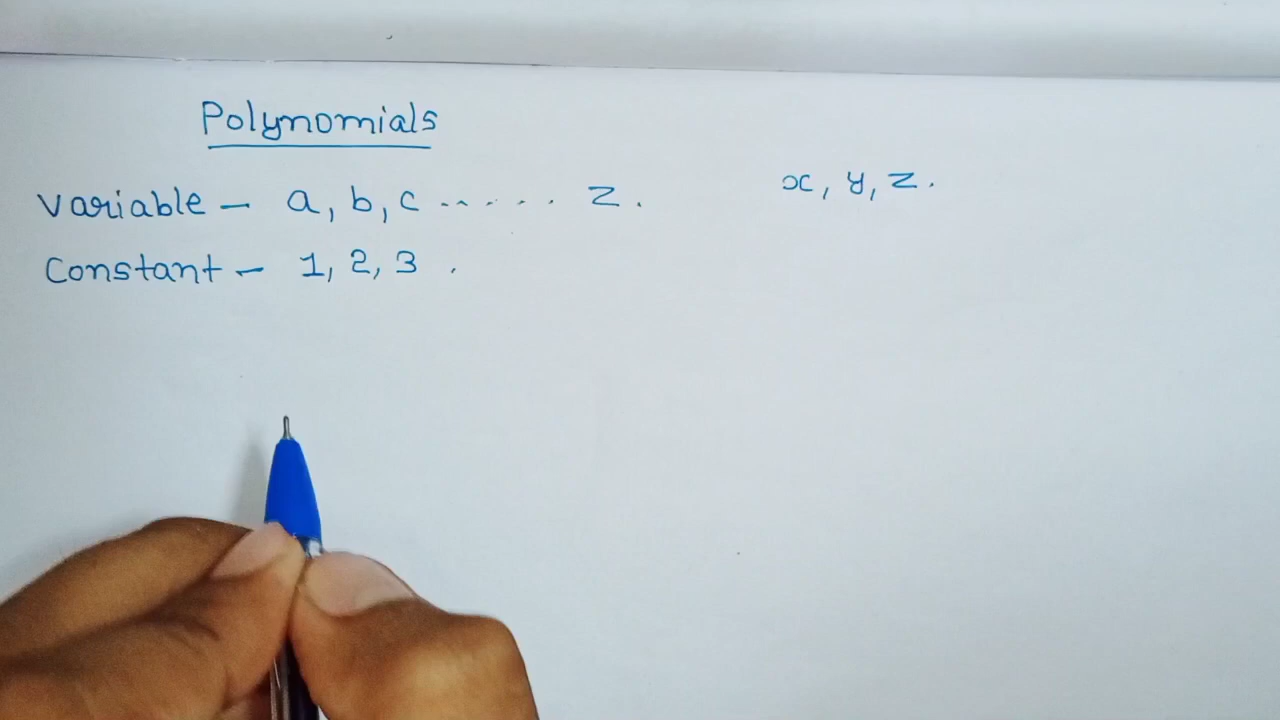 Polynomials
Variable - a, b, c ...... z.
x, y, z.
Constant - 1, 2, 3 .